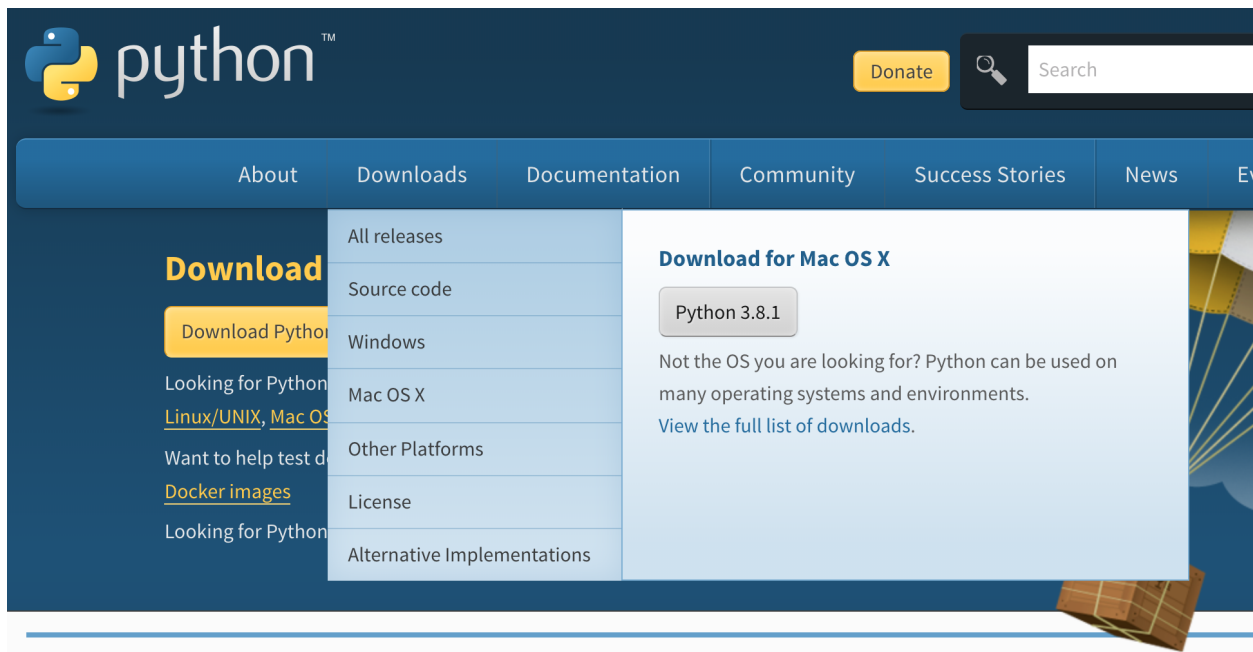 python™
Donate
Search
About
Downloads
Documentation
Community
Success Stories
News
Download
Download Python
Looking for Python
Linux/UNIX, Mac OS
Want to help test
Docker images
Looking for Python
All releases
Source code
Windows
Mac OS X
Other Platforms
License
Alternative Implementations
Download for Mac OS X
Python 3.8.1
Not the OS you are looking for? Python can be used on
many operating systems and environments.
View the full list of downloads.